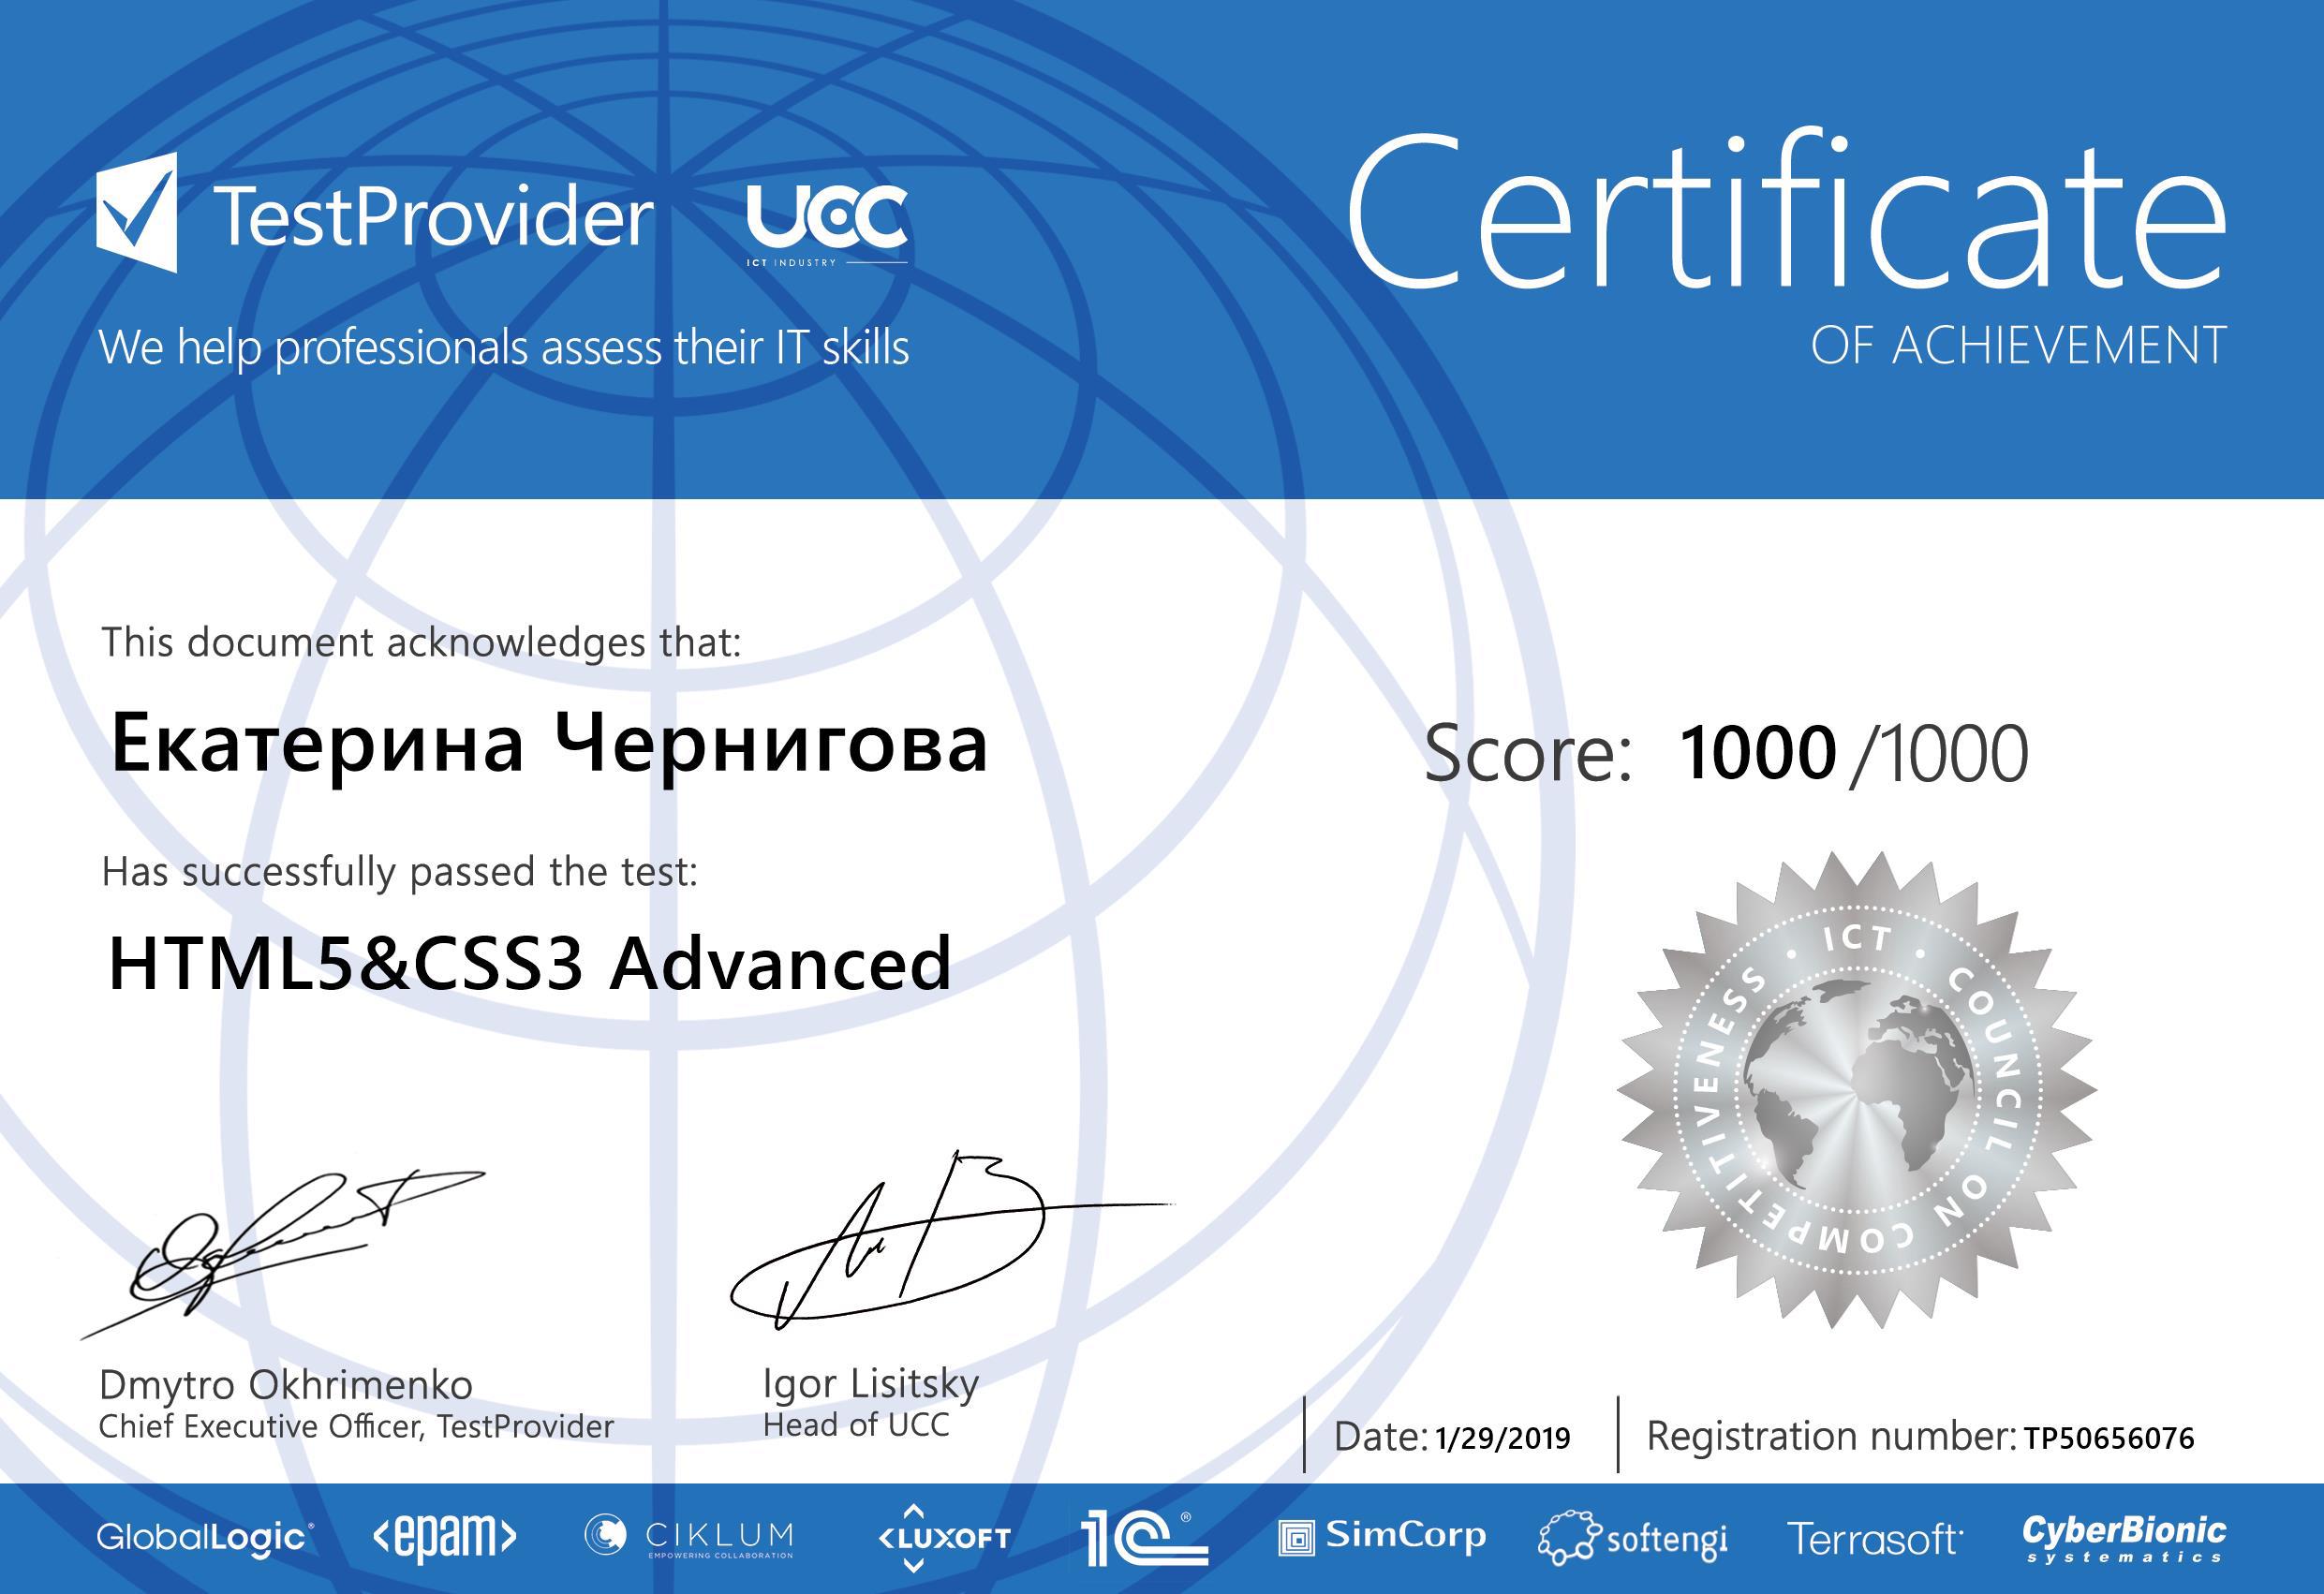 TestProvider
UCC
ICT INDUSTRY
We help professionals assess their IT skills
Certificate
OF ACHIEVEMENT
This document acknowledges that:
Екатерина Чернигова
Score: 1000 /1000
Has successfully passed the test:
HTML5&CSS3 Advanced
• ICT • COUNCIL ON COMPETITIVENESS
Dmytro Okhrimenko
Chief Executive Officer, TestProvider
Igor Lisitsky
Head of UCC
Date: 1/29/2019
Registration number: TP50656076
GlobalLogic®
<epam>
CIKLUM
EMPOWERING COLLABORATION
<LUXOFT
1C®
SimCorp
softengi
Terrasoft
CyberBionic
systematics